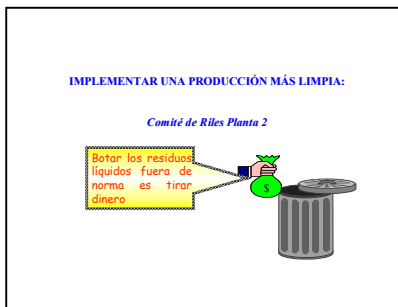 IMPLEMENTAR UNA PRODUCCIÓN MÁS LIMPIA:
Comité de Riles Planta 2
Botar los residuos
líquidos fuera de
norma es tirar
dinero
$